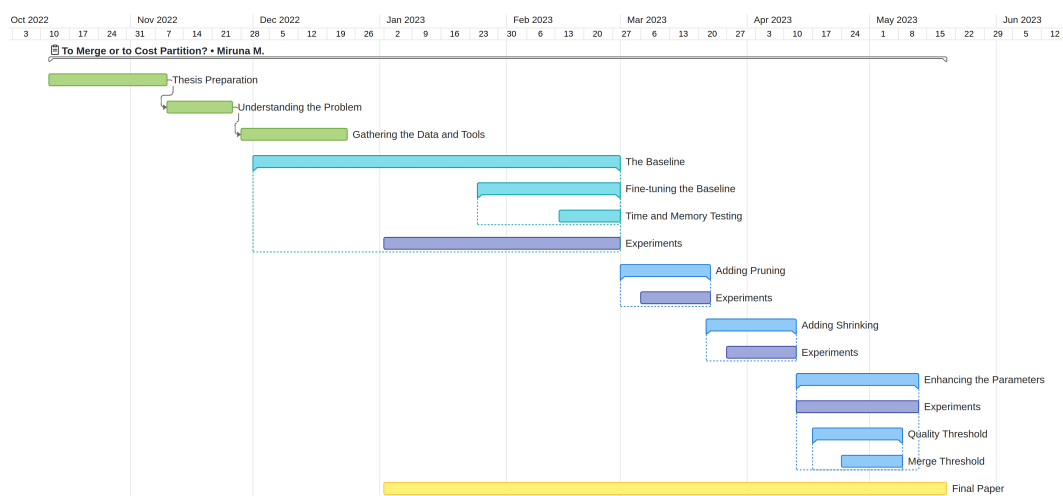 Oct 2022 Nov 2022 Dec 2022 Jan 2023 Feb 2023 Mar 2023 Apr 2023 May 2023 Jun 2023
3 10 17 24 31 7 14 21 28 5 12 19 26 2 9 16 23 30 6 13 20 27 6 13 20 27 3 10 17 24 1 8 15 22 29 5 12
To Merge or to Cost Partition? • Miruna M.
Thesis Preparation
Understanding the Problem
Gathering the Data and Tools
The Baseline
Fine-tuning the Baseline
Time and Memory Testing
Experiments
Adding Pruning
Experiments
Adding Shrinking
Experiments
Enhancing the Parameters
Experiments
Quality Threshold
Merge Threshold
Final Paper